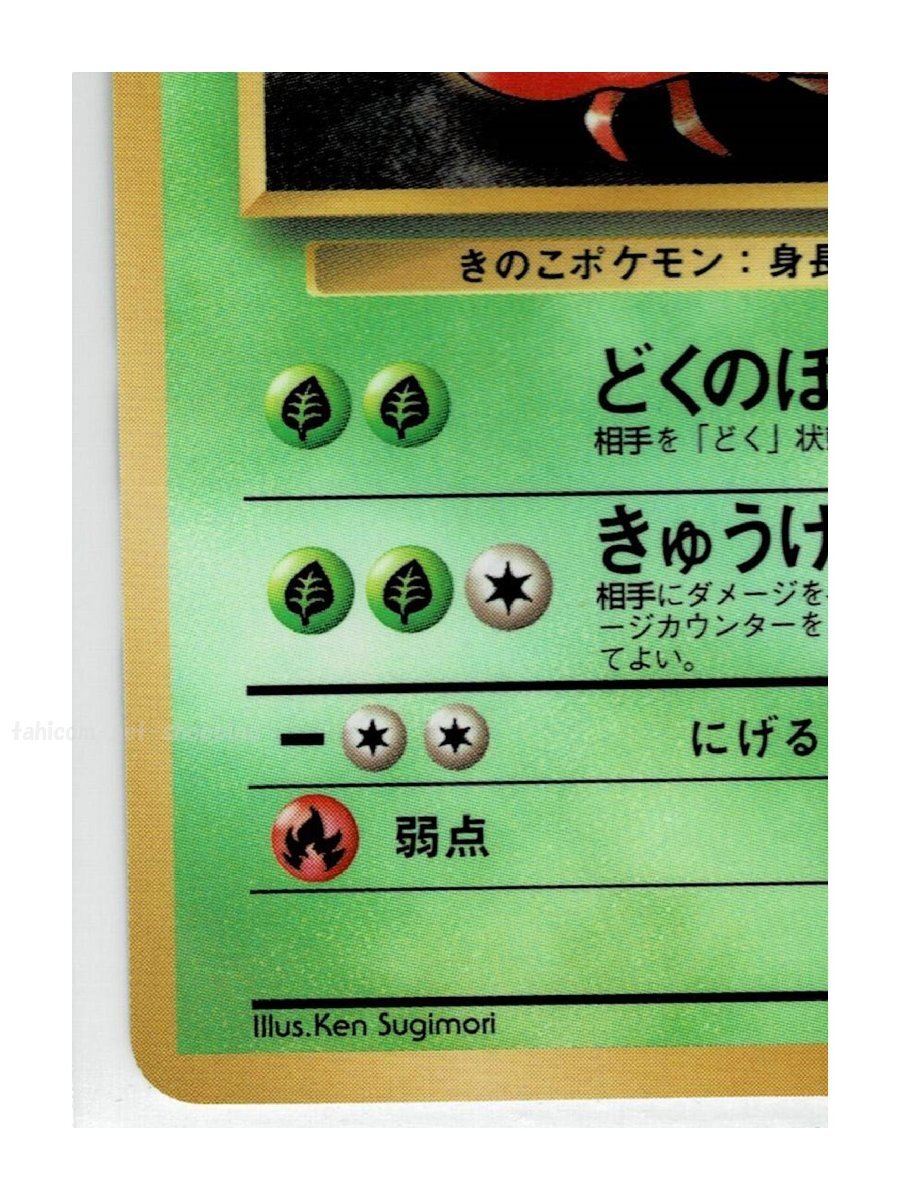 きのこポケモン：身長
どくのほ
相手を「どく」状
きゅうけ
相手にダメージを
ージカウンターを
てよい。
にげる
弱点
Illus.Ken Sugimori